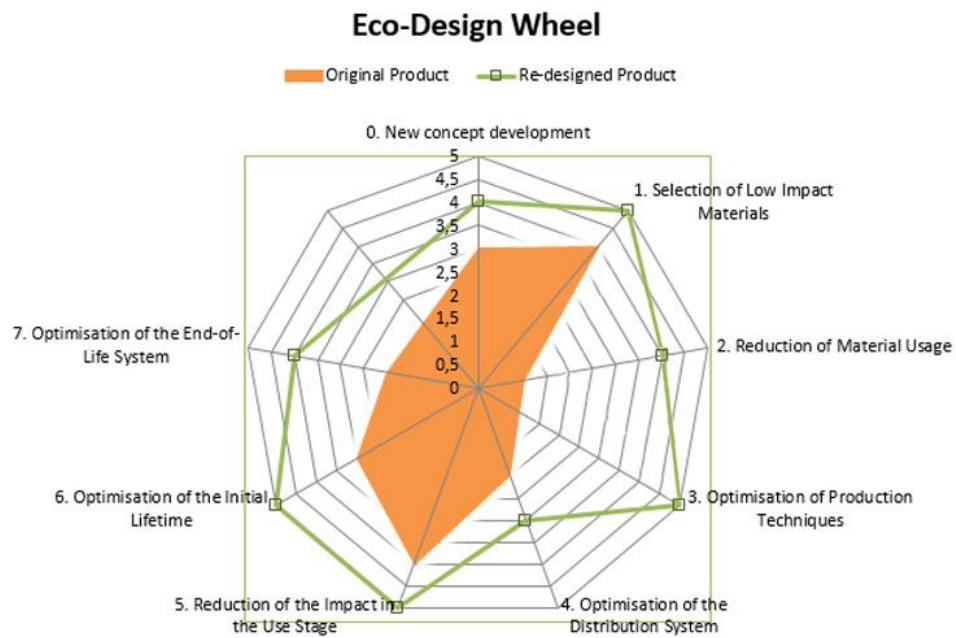 Eco-Design Wheel
Original Product
Re-designed Product
0. New concept development
5
4,5
4
3,5
3
2,5
2
1,5
1
0,5
0
1. Selection of Low Impact
Materials
2. Reduction of Material Usage
3. Optimisation of Production
Techniques
4. Optimisation of the
Distribution System
5. Reduction of the Impact in
the Use Stage
6. Optimisation of the Initial
Lifetime
7. Optimisation of the End-of-
Life System